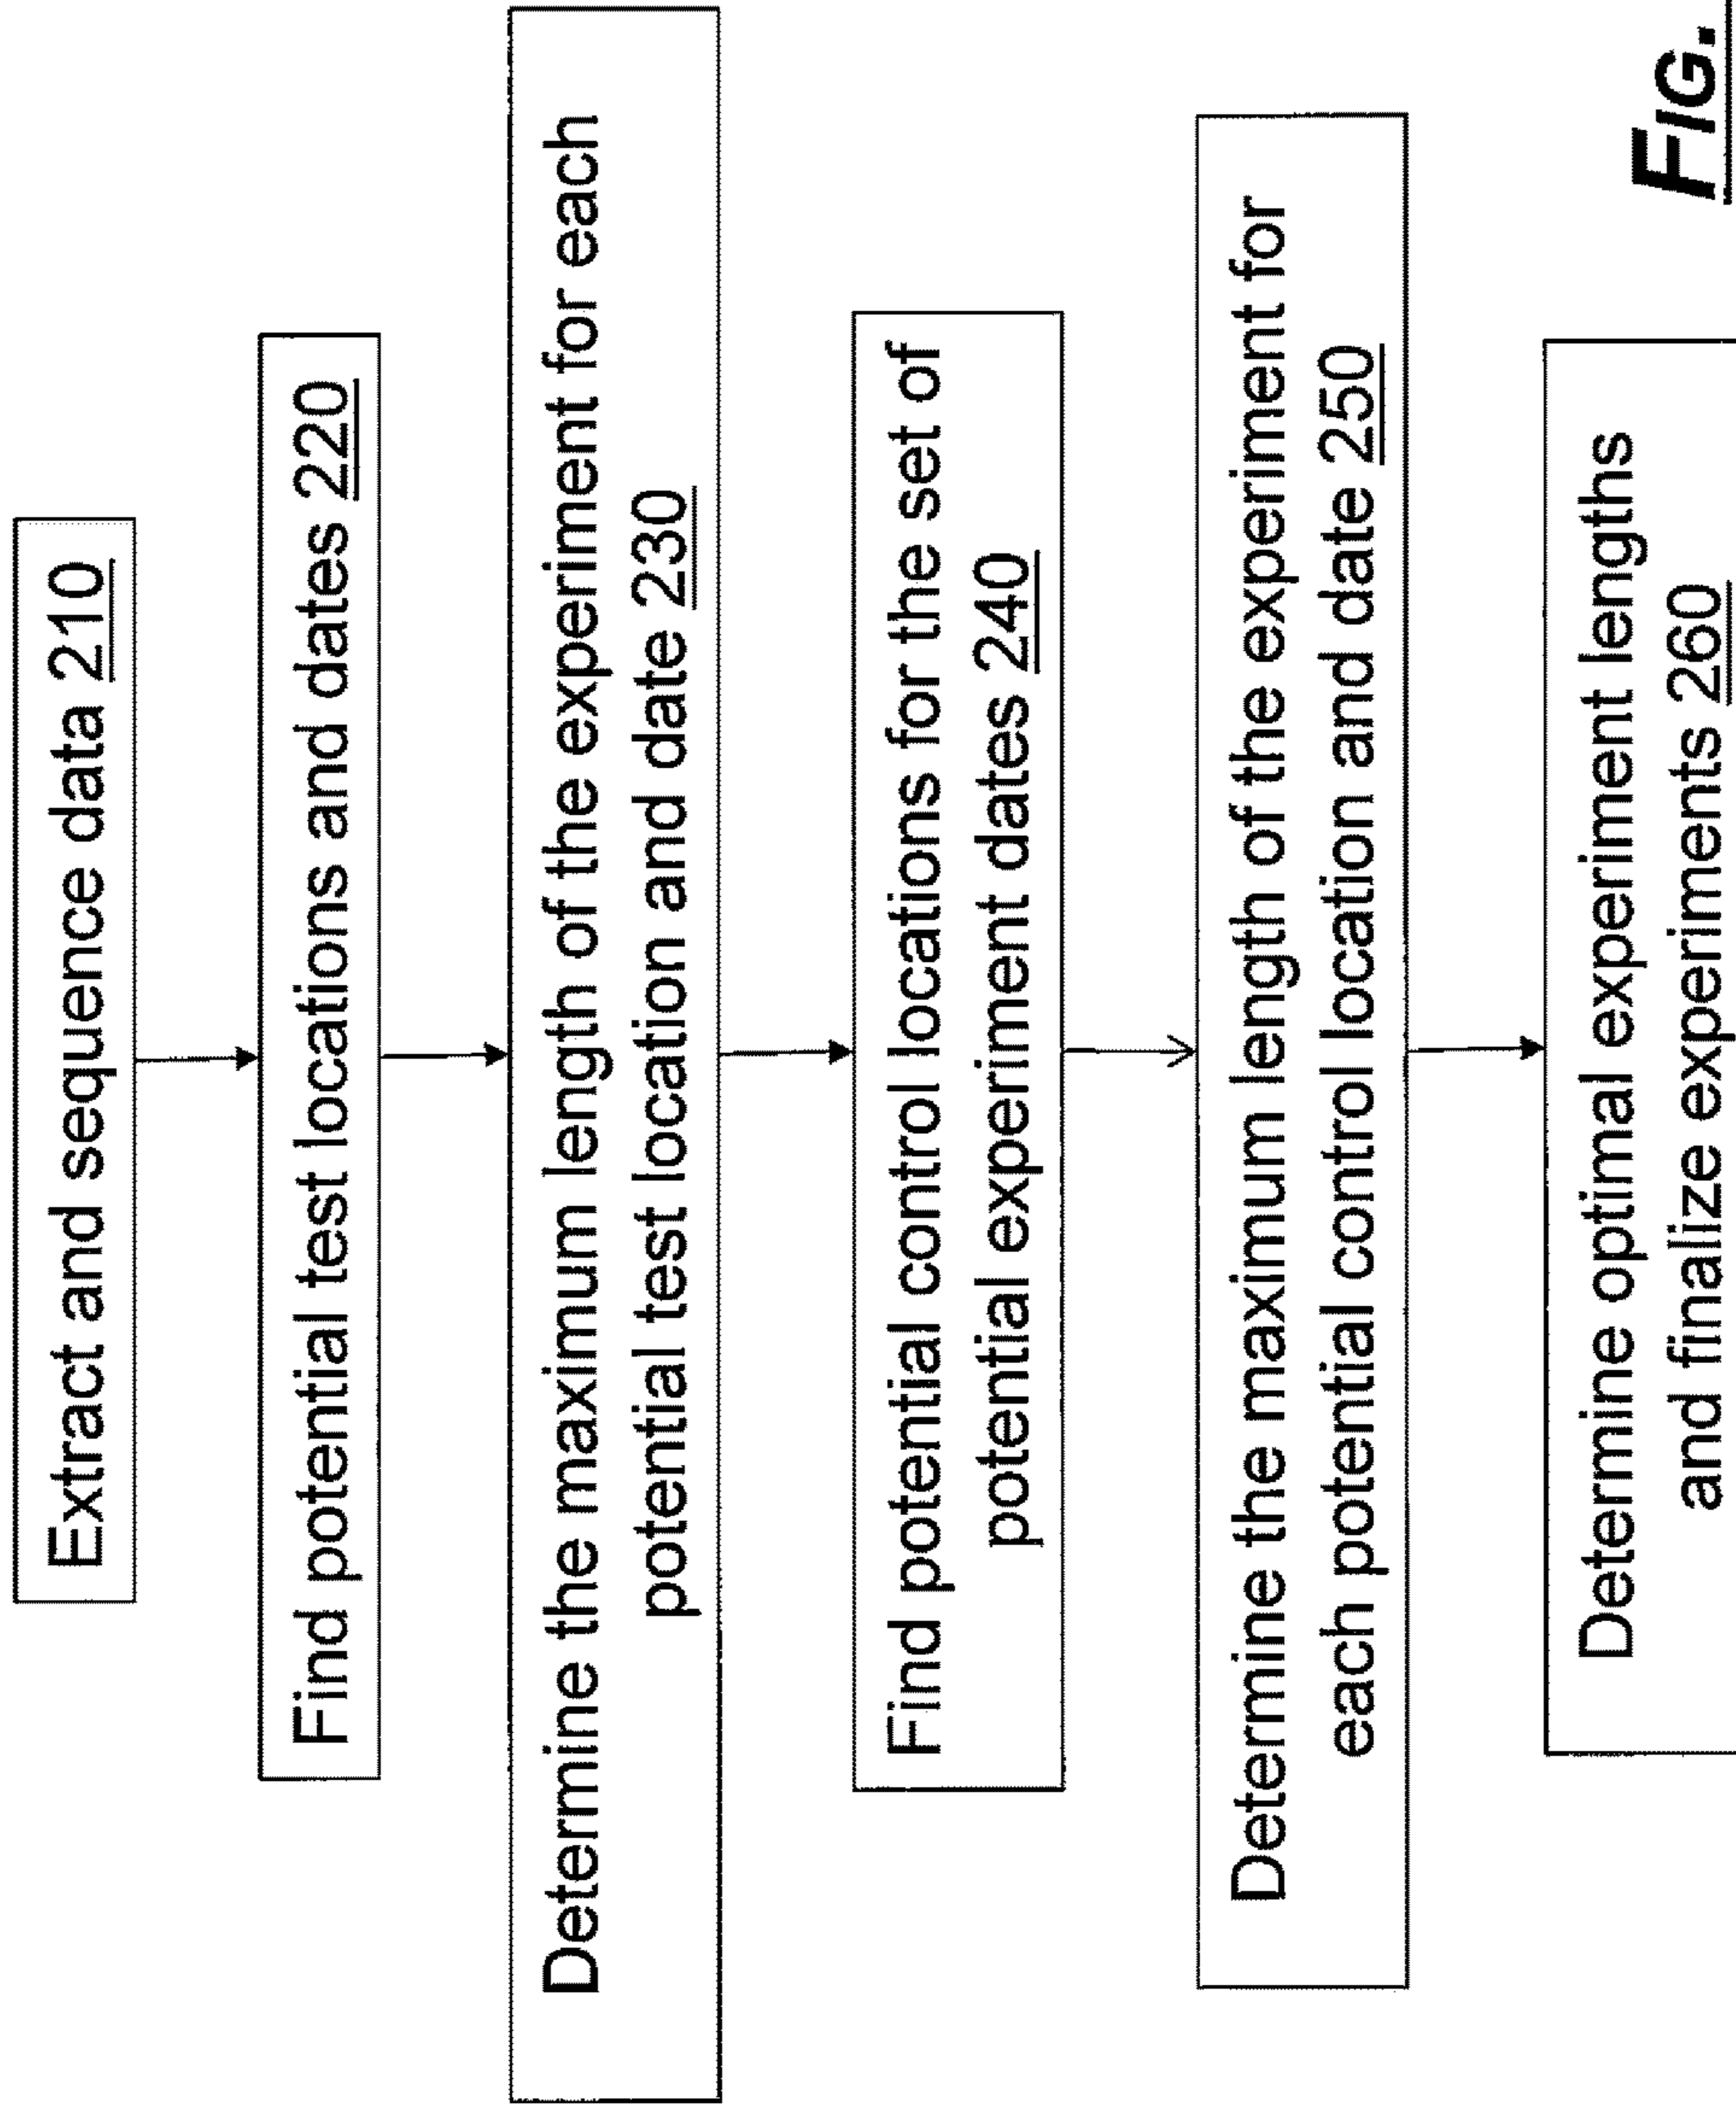 Extract and sequence data 210
Find potential test locations and dates 220
Determine the maximum length of the experiment for each
potential test location and date 230
Find potential control locations for the set of
potential experiment dates 240
Determine the maximum length of the experiment for
each potential control location and date 250
Determine optimal experiment lengths
and finalize experiments 260
FIG.